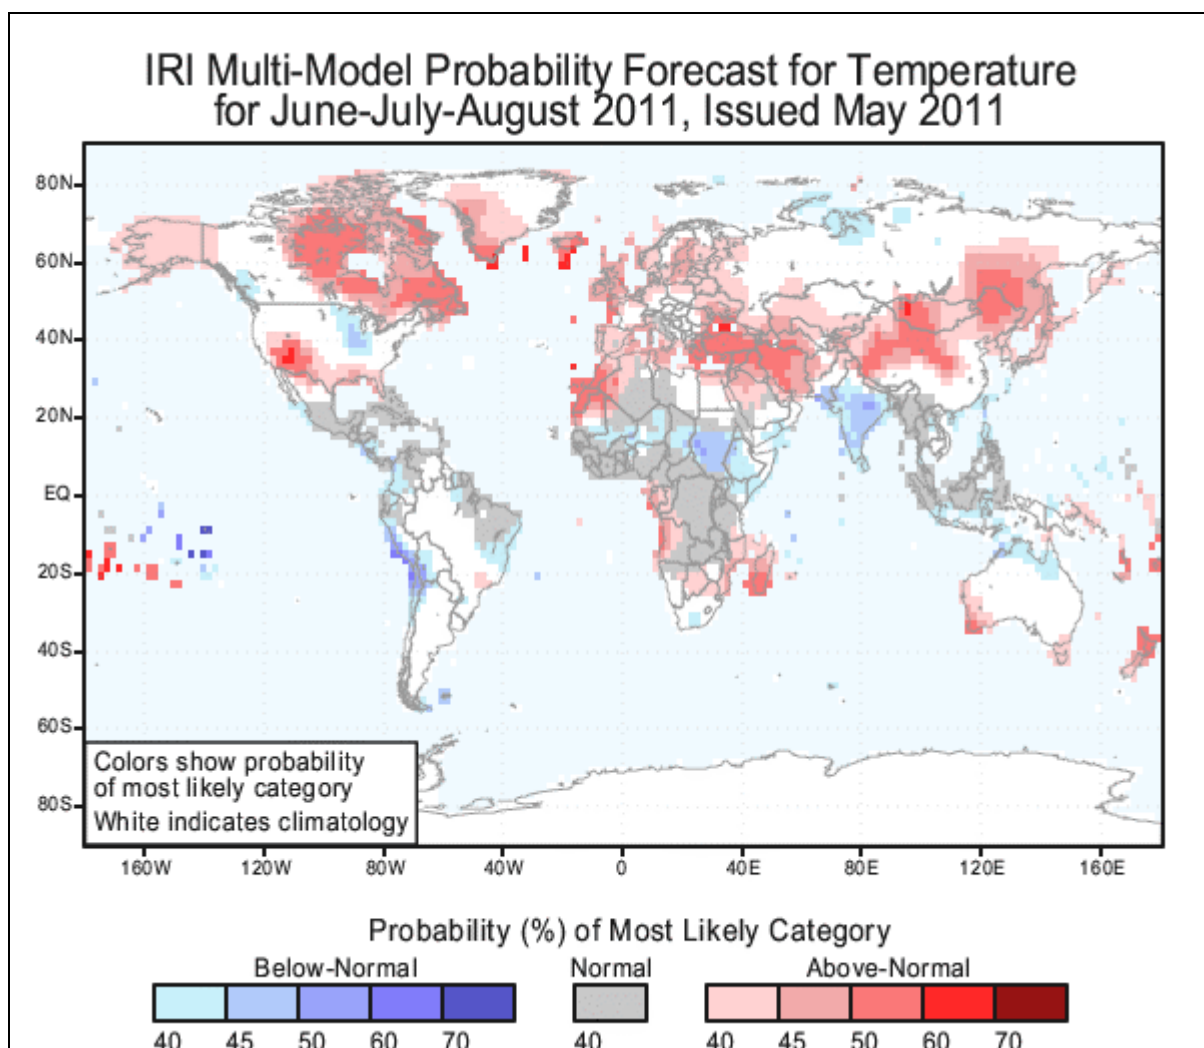 IRI Multi-Model Probability Forecast for Temperature
for June-July-August 2011, Issued May 2011
80N
60N
40N
20N
EQ
20S
40S
60S
80S
Colors show probability
of most likely category
White indicates climatology
160W 120W 80W 40W 0 40E 80E 120E 160E
Probability (%) of Most Likely Category
Below-Normal Normal Above-Normal
40 45 50 60 70 40 40 45 50 60 70